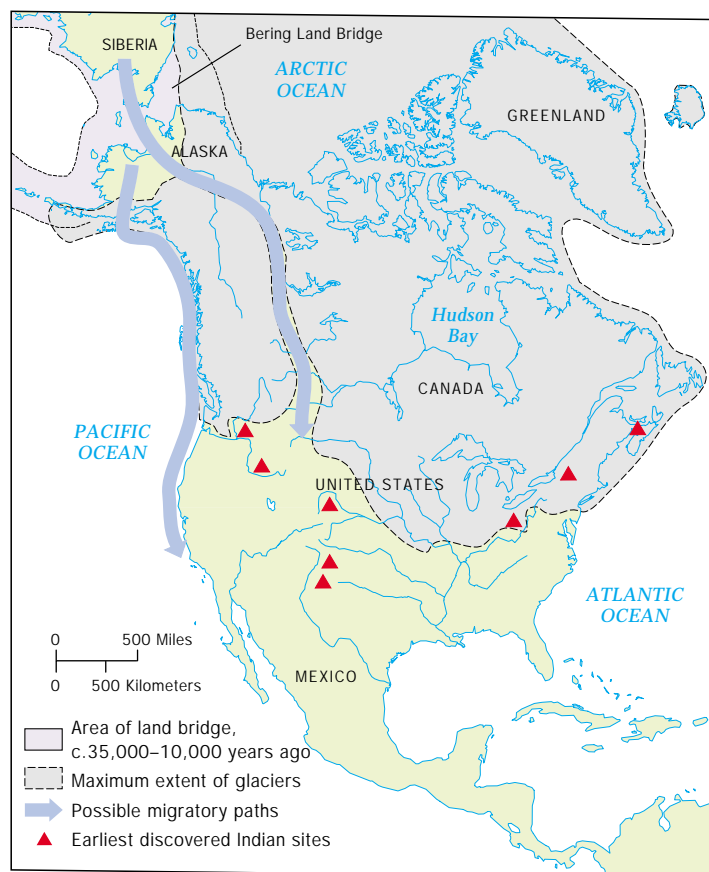 Bering Land Bridge
SIBERIA
ARCTIC
OCEAN
GREENLAND
ALASKA
Hudson
Bay
CANADA
PACIFIC
OCEAN
UNITED STATES
ATLANTIC
OCEAN
0 500 Miles
0 500 Kilometers
MEXICO
Area of land bridge,
c.35,000–10,000 years ago
Maximum extent of glaciers
Possible migratory paths
Earliest discovered Indian sites